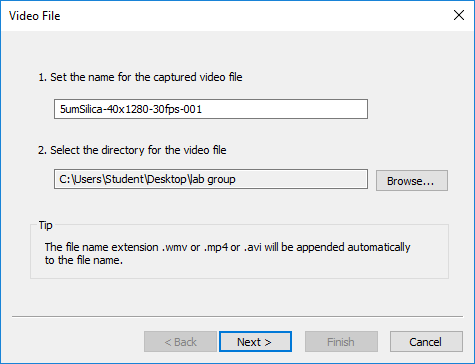 Video File
1. Set the name for the captured video file
5umSilica-40x1280-30fps-001
2. Select the directory for the video file
C:\Users\Student\Desktop\lab group
Browse...
Tip
The file name extension .wmv or .mp4 or .avi will be appended automatically
to the file name.
< Back
Next >
Finish
Cancel